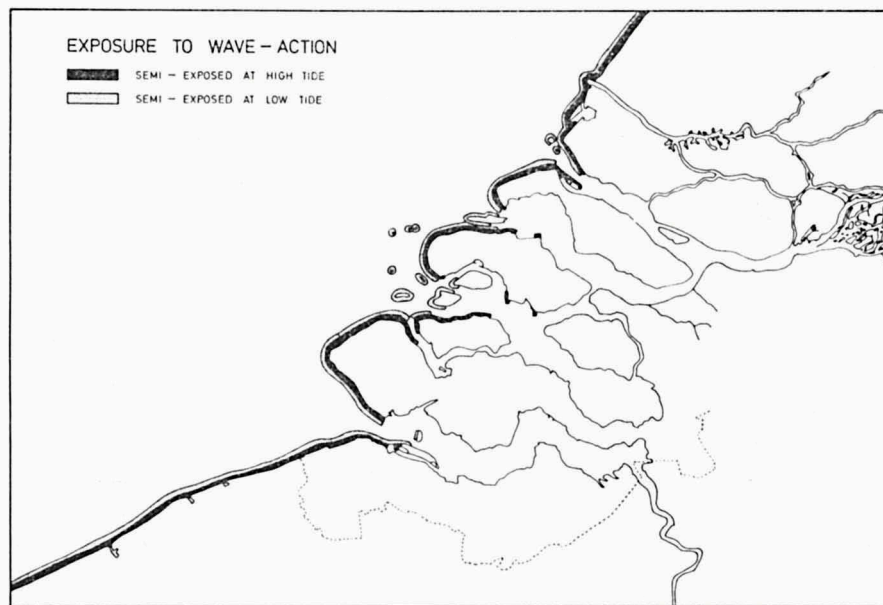 EXPOSURE TO WAVE – ACTION
SEMI – EXPOSED AT HIGH TIDE
SEMI – EXPOSED AT LOW TIDE